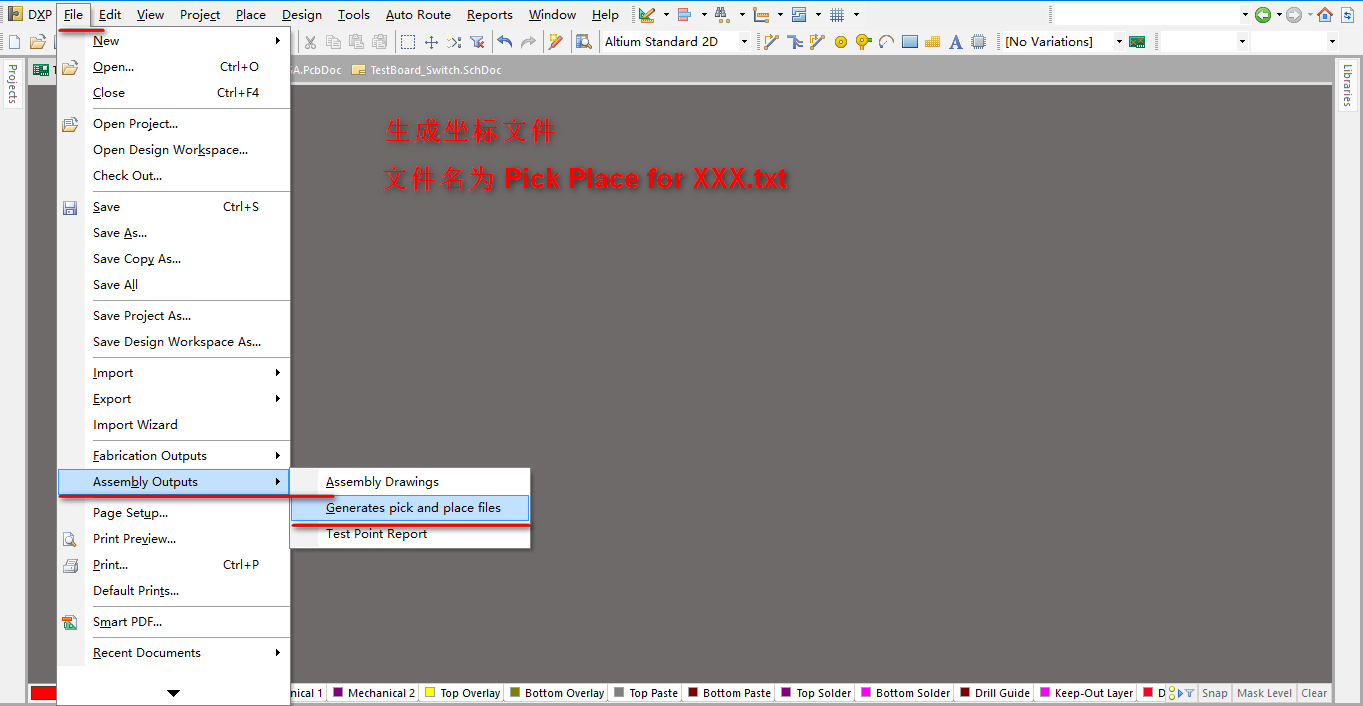 DXP File Edit View Project Place Design Tools Auto Route Reports Window Help
Altium Standard 2D [No Variations]
SA.PcbDoc TestBoard_Switch.SchDoc
Projects
Libraries
New
Open... Ctrl+O
Close Ctrl+F4
Open Project...
Open Design Workspace...
Check Out...
Save Ctrl+S
Save As...
Save Copy As...
Save All
Save Project As...
Save Design Workspace As...
Import
Export
Import Wizard
Fabrication Outputs
Assembly Outputs
Page Setup...
Print Preview...
Print... Ctrl+P
Default Prints...
Smart PDF...
Recent Documents
Assembly Drawings
Generates pick and place files
Test Point Report
生成坐标文件
文件名为 Pick Place for XXX.txt
nical 1 Mechanical 2 Top Overlay Bottom Overlay Top Paste Bottom Paste Top Solder Bottom Solder Drill Guide Keep-Out Layer D Snap Mask Level Clear